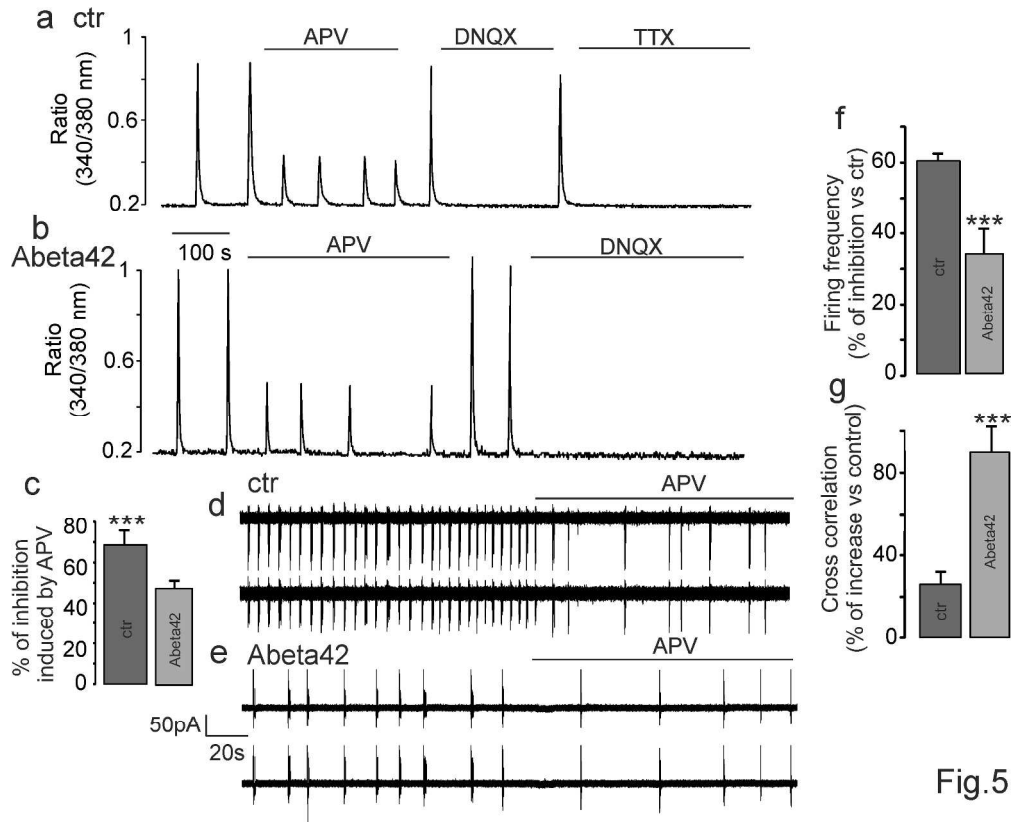 a ctr
APV
DNQX
TTX
Ratio
(340/380 nm)
1
0.6
0.2
b
Abeta42
100 s
APV
DNQX
Ratio
(340/380 nm)
1
0.6
0.2
c
% of inhibition
induced by APV
80
60
40
20
0
***
ctr
Abeta42
d
ctr
APV
e
Abeta42
APV
50pA
20s
f
Firing frequency
(% of inhibition vs ctr)
60
40
20
0
ctr
***
Abeta42
g
Cross correlation
(% of increase vs control)
80
40
0
ctr
***
Abeta42
Fig.5